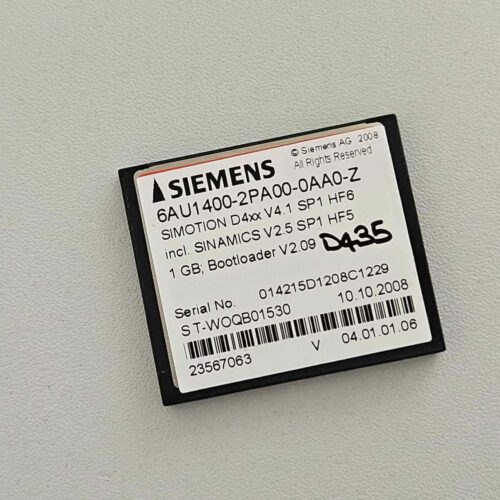 SIEMENS
© Siemens AG 2008
All Rights Reserved
6AU1400-2PA00-0AA0-Z
SIMOTION D4xx V4.1 SP1 HF6
incl. SINAMICS V2.5 SP1 HF5
1 GB; Bootloader V2.09 D435
Serial No. 014215D1208C1229
ST-WOQB01530 10.10.2008
23567063 V 04.01.01.06